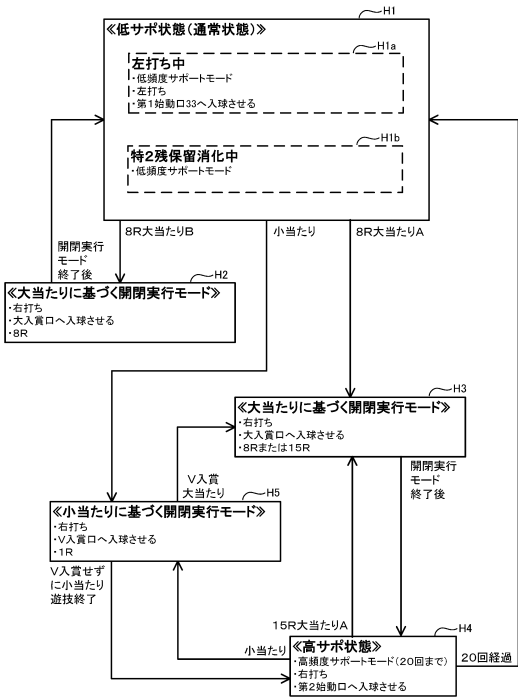 H1
≪低サポ状態(通常状態)≫
H1a
左打ち中
・低頻度サポートモード
・左打ち
・第1始動口33へ入球させる
H1b
特2残保留消化中
・低頻度サポートモード
8R大当たりB
小当たり
8R大当たりA
開閉実行
モード
終了後
H2
≪大当たりに基づく開閉実行モード≫
・右打ち
・大入賞口へ入球させる
・8R
H3
≪大当たりに基づく開閉実行モード≫
・右打ち
・大入賞口へ入球させる
・8Rまたは15R
V入賞
大当たり
開閉実行
モード
終了後
H5
≪小当たりに基づく開閉実行モード≫
・右打ち
・V入賞口へ入球させる
・1R
V入賞せず
に小当たり
遊技終了
15R大当たりA
小当たり
H4
≪高サポ状態≫
・高頻度サポートモード(20回まで)
・右打ち
・第2始動口へ入球させる
20回経過